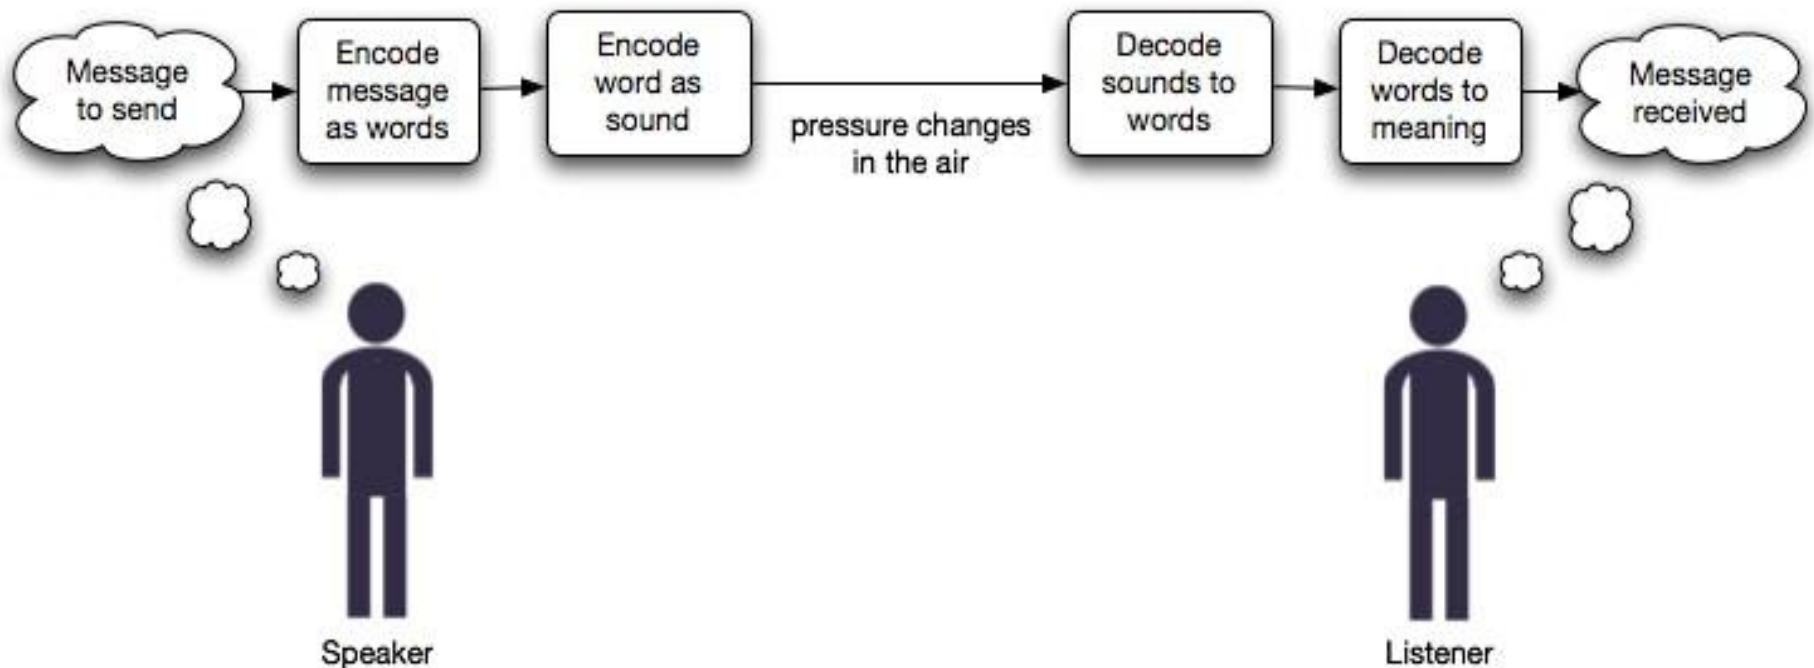 Message
to send
Encode
message
as words
Encode
word as
sound
pressure changes
in the air
Decode
sounds to
words
Decode
words to
meaning
Message
received
Speaker
Listener